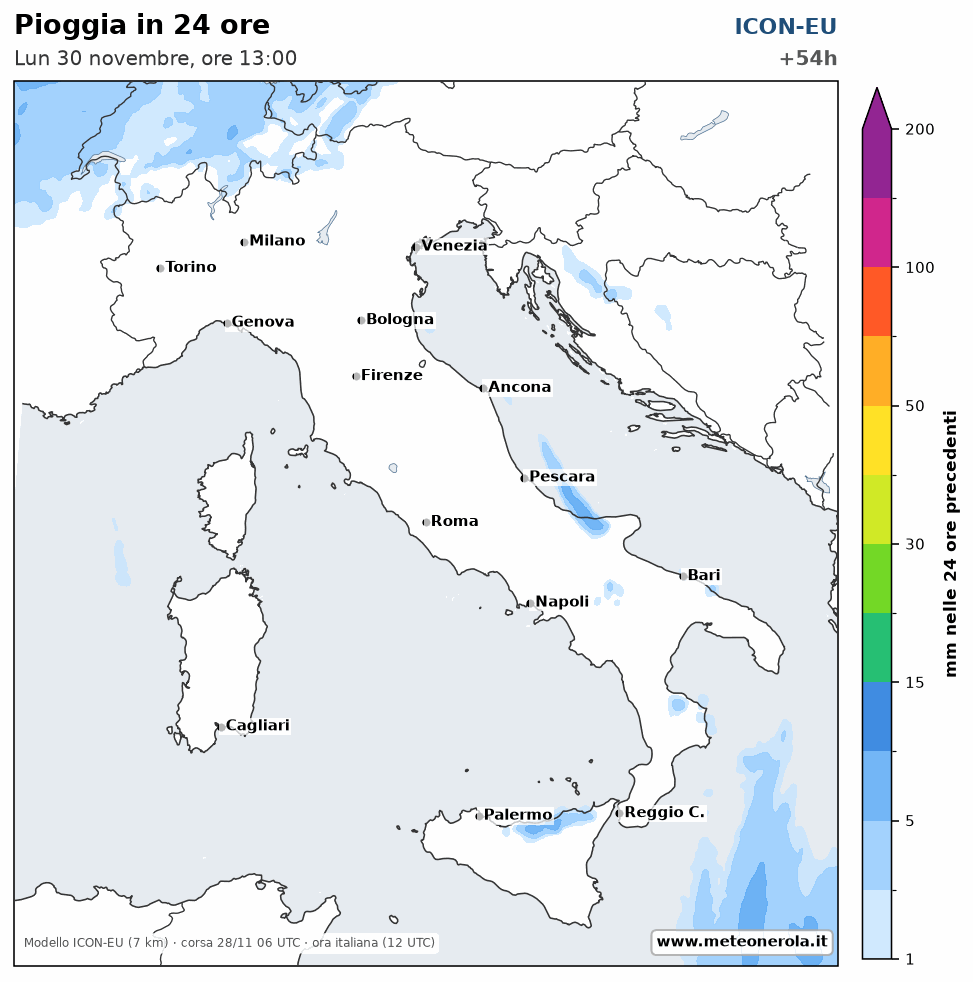 Pioggia in 24 ore
ICON-EU
Lun 30 novembre, ore 13:00
+54h
200
Milano
Venezia
Torino
100
Bologna
Genova
Firenze
Ancona
50
Pescara
Roma
30
Bari
Napoli
mm nelle 24 ore precedenti
15
Cagliari
Palermo
Reggio C.
5
Modello ICON-EU (7 km) · corsa 28/11 06 UTC · ora italiana (12 UTC)
www.meteonerola.it
1